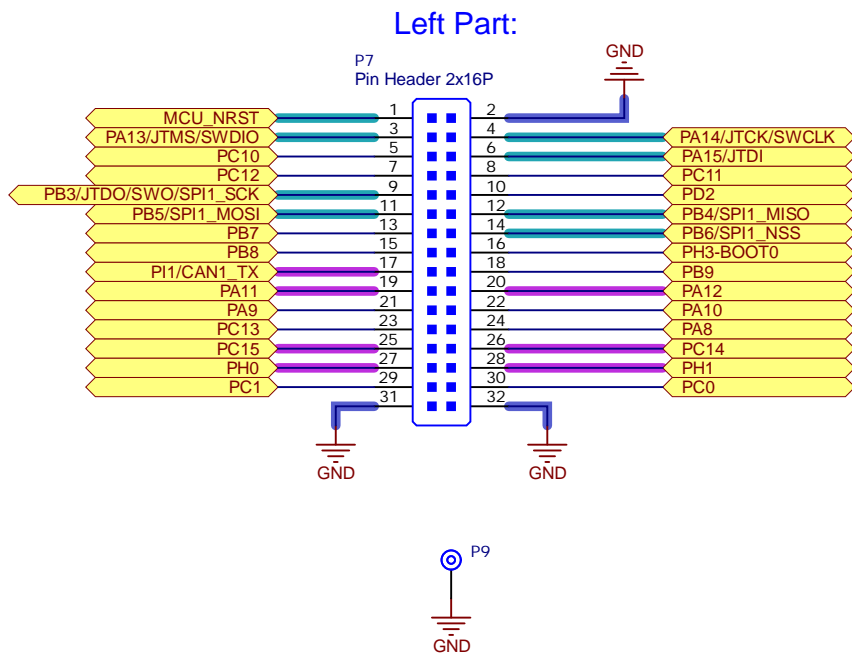 Left Part:
P7
Pin Header 2x16P
GND
MCU_NRST 1 2
PA13/JTMS/SWDIO 3 4 PA14/JTCK/SWCLK
PC10 5 6 PA15/JTDI
PC12 7 8 PC11
PB3/JTDO/SWO/SPI1_SCK 9 10 PD2
PB5/SPI1_MOSI 11 12 PB4/SPI1_MISO
PB7 13 14 PB6/SPI1_NSS
PB8 15 16 PH3-BOOT0
PI1/CAN1_TX 17 18 PB9
PA11 19 20 PA12
PA9 21 22 PA10
PC13 23 24 PA8
PC15 25 26 PC14
PH0 27 28 PH1
PC1 29 30 PC0
31 32
GND GND
P9
GND